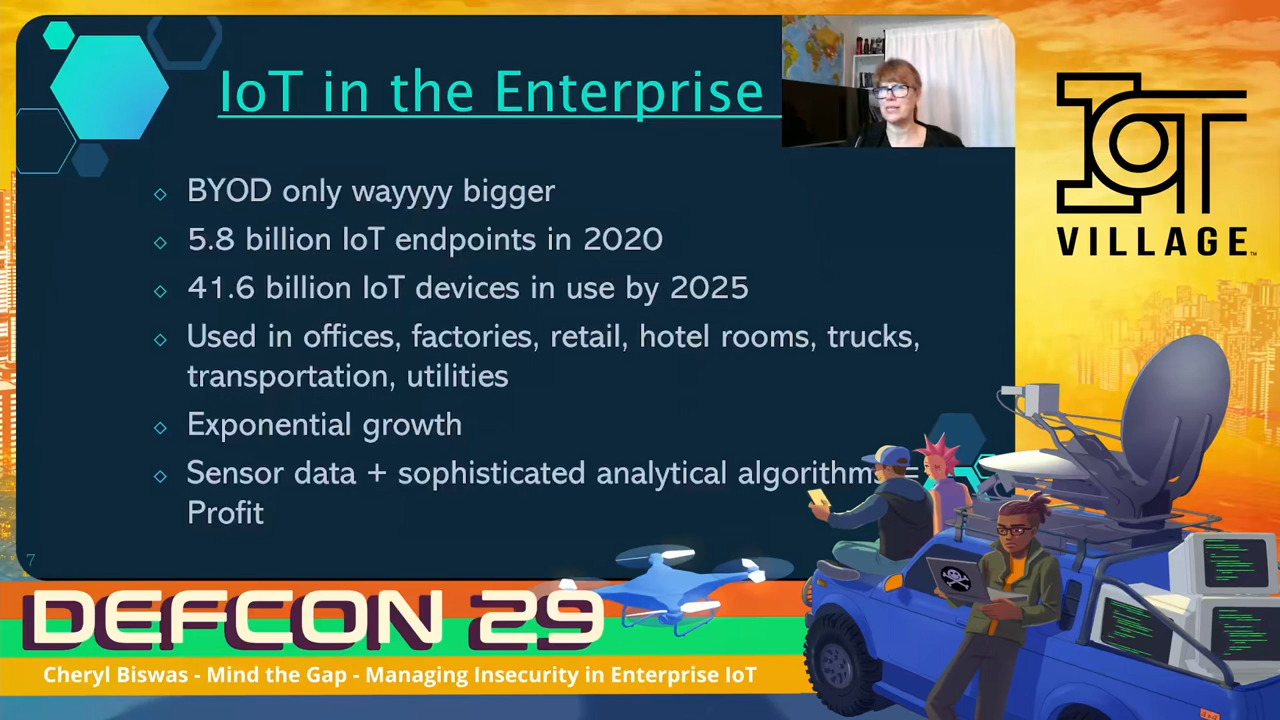 IoT in the Enterprise
BYOD only wayyyy bigger
5.8 billion IoT endpoints in 2020
41.6 billion IoT devices in use by 2025
Used in offices, factories, retail, hotel rooms, trucks,
transportation, utilities
Exponential growth
Sensor data + sophisticated analytical algorithms =
Profit
7
IoT
VILLAGE™
DEFCON 29
Cheryl Biswas - Mind the Gap - Managing Insecurity in Enterprise IoT